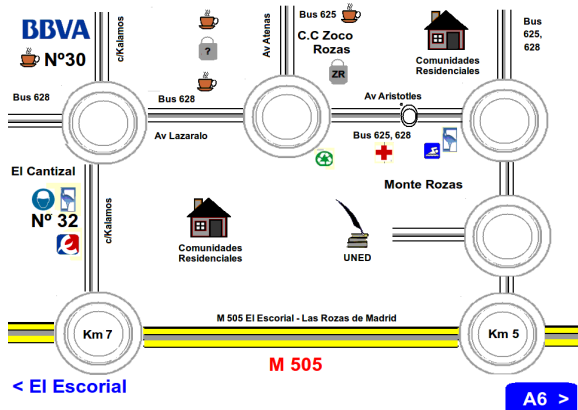 BBVA
Nº30
c/Kalamos
?
Av Atenas
Bus 625
C.C Zoco
Rozas
ZR
Comunidades
Residenciales
Bus
625,
628
Bus 628
Bus 628
Av Lazaralo
Av Aristotles
Bus 625, 628
Monte Rozas
El Cantizal
Nº 32
c/Kalamos
Comunidades
Residenciales
UNED
M 505 El Escorial - Las Rozas de Madrid
Km 7
Km 5
M 505
< El Escorial
A6 >